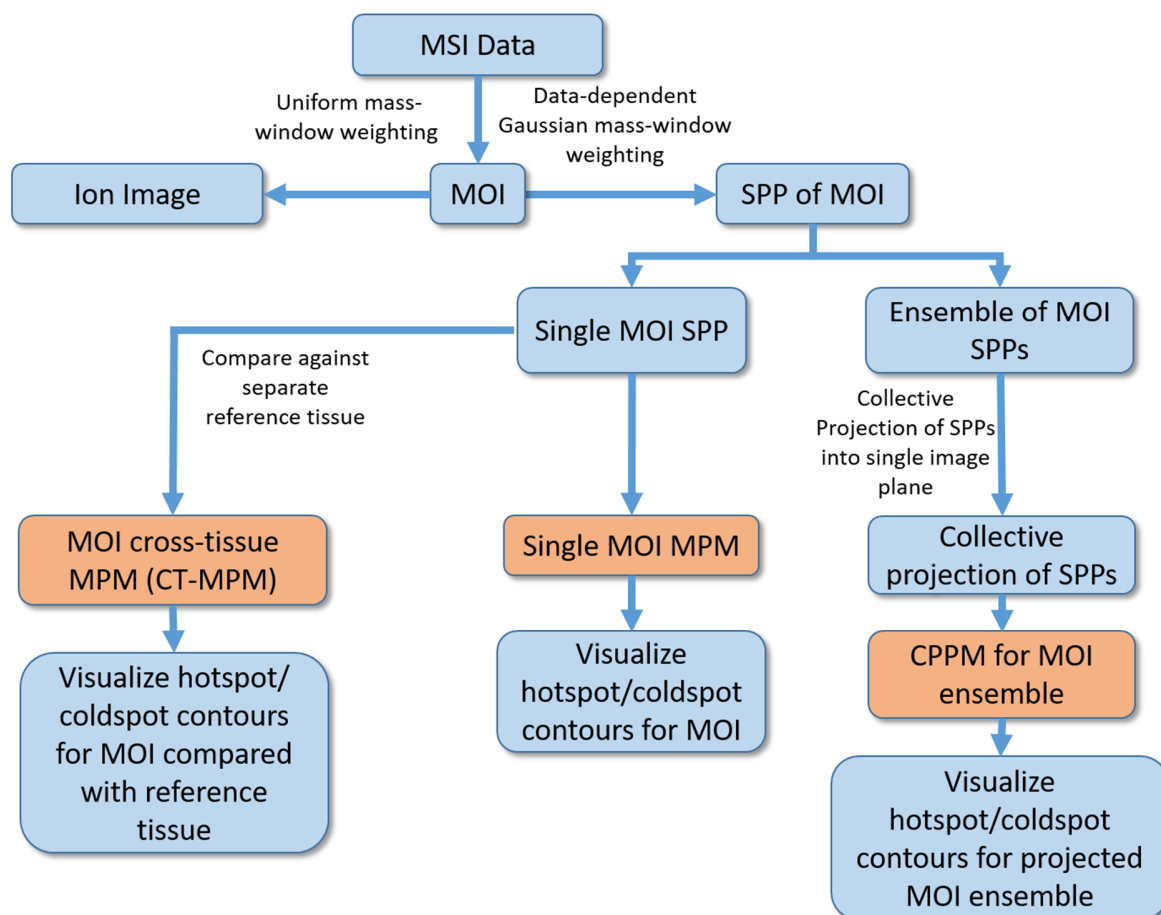 MSI Data
Uniform mass-
window weighting
Data-dependent
Gaussian mass-window
weighting
Ion Image
MOI
SPP of MOI
Single MOI SPP
Ensemble of MOI
SPPs
Compare against
separate
reference tissue
Collective
Projection of SPPs
into single image
plane
MOI cross-tissue
MPM (CT-MPM)
Single MOI MPM
Collective
projection of SPPs
Visualize hotspot/
coldspot contours
for MOI compared
with reference
tissue
Visualize
hotspot/coldspot
contours for MOI
CPPM for MOI
ensemble
Visualize
hotspot/coldspot
contours for projected
MOI ensemble